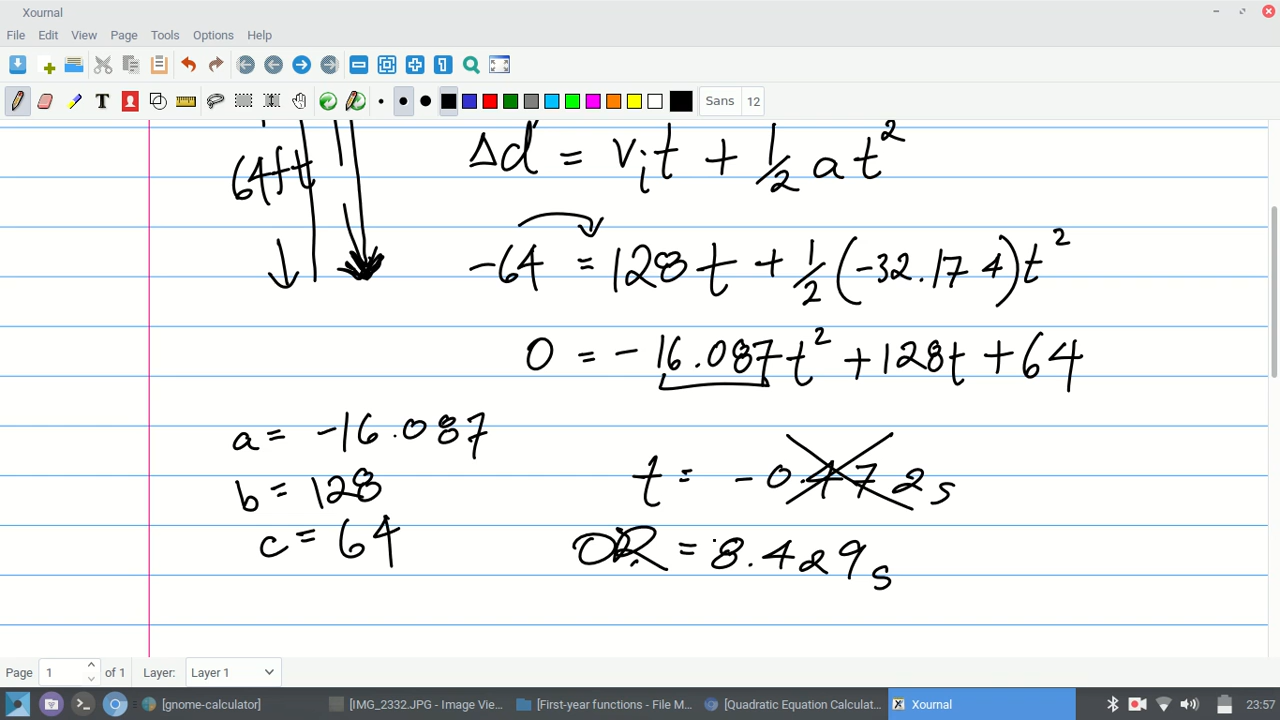 Xournal
File Edit View Page Tools Options Help
Sans 12
64ft
Δd = vᵢt + 1/2 at²
-64 = 128t + 1/2 (-32.174)t²
0 = -16.087t² + 128t + 64
a = -16.087
b = 128
c = 64
t = -0.472s
OR = 8.429s
Page 1 of 1 Layer: Layer 1
[gnome-calculator] [IMG_2332.JPG - Image Vie... [First-year functions - File M... [Quadratic Equation Calculat... Xournal 23:57